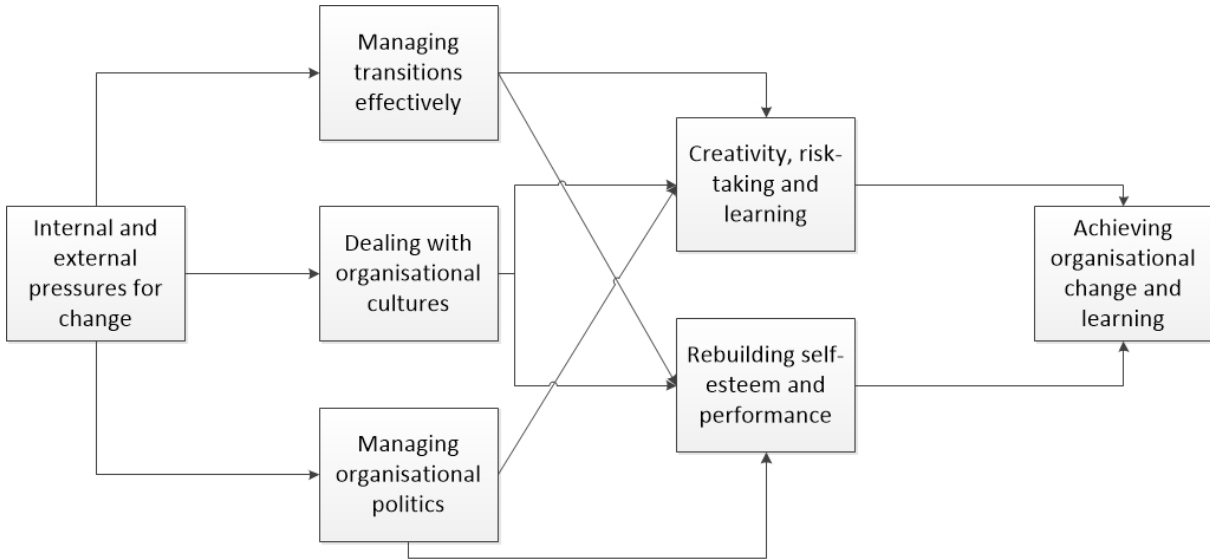 Managing
transitions
effectively
Creativity, risk-
taking and
learning
Internal and
external
pressures for
change
Dealing with
organisational
cultures
Achieving
organisational
change and
learning
Rebuilding self-
esteem and
performance
Managing
organisational
politics